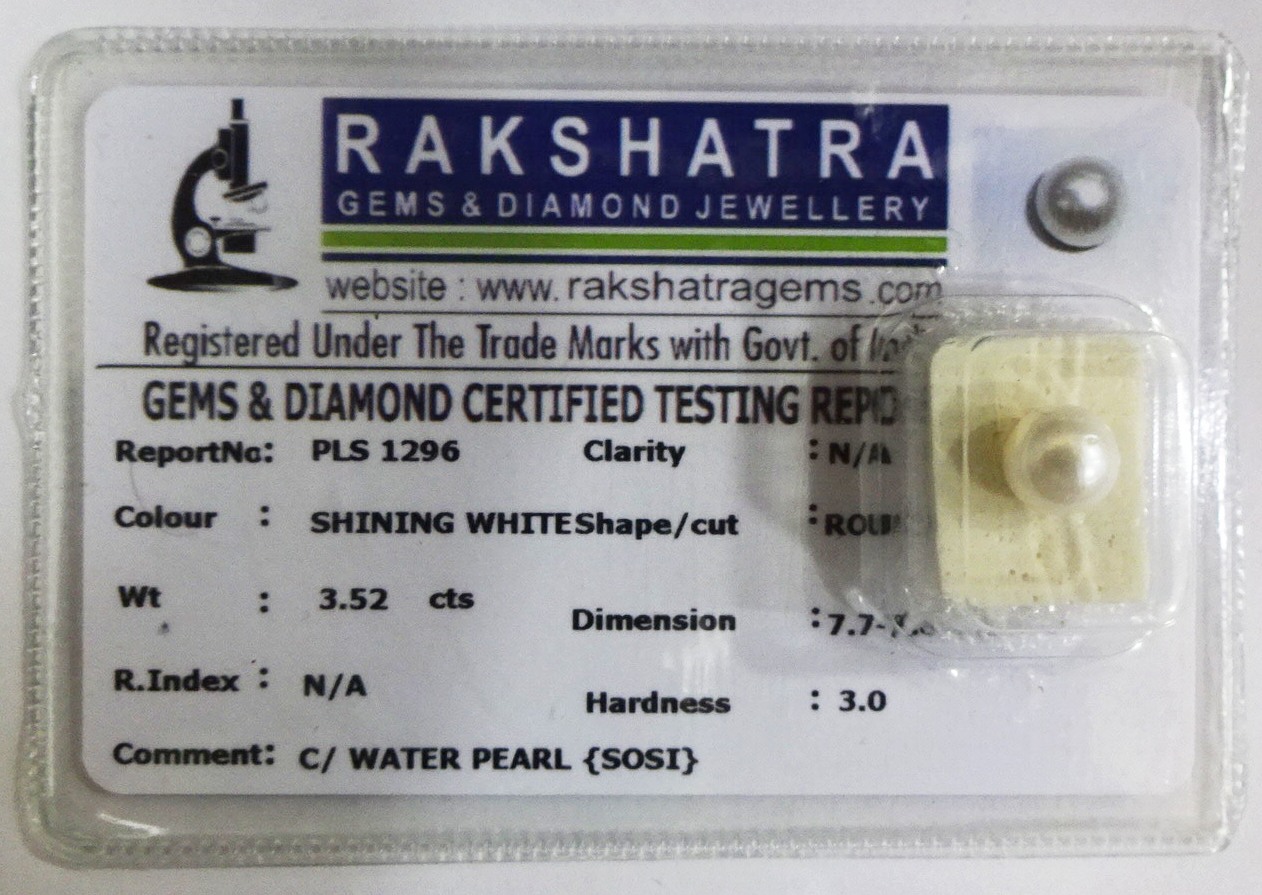 RAKSHATRA
GEMS & DIAMOND JEWELLERY
website : www.rakshatragems.com
Registered Under The Trade Marks with Govt. of
GEMS & DIAMOND CERTIFIED TESTING
ReportNo: PLS 1296 Clarity : N/A
Colour : SHINING WHITE Shape/cut :
Wt : 3.52 cts Dimension :
R.Index : N/A Hardness : 3.0
Comment: C/ WATER PEARL {SOSI}